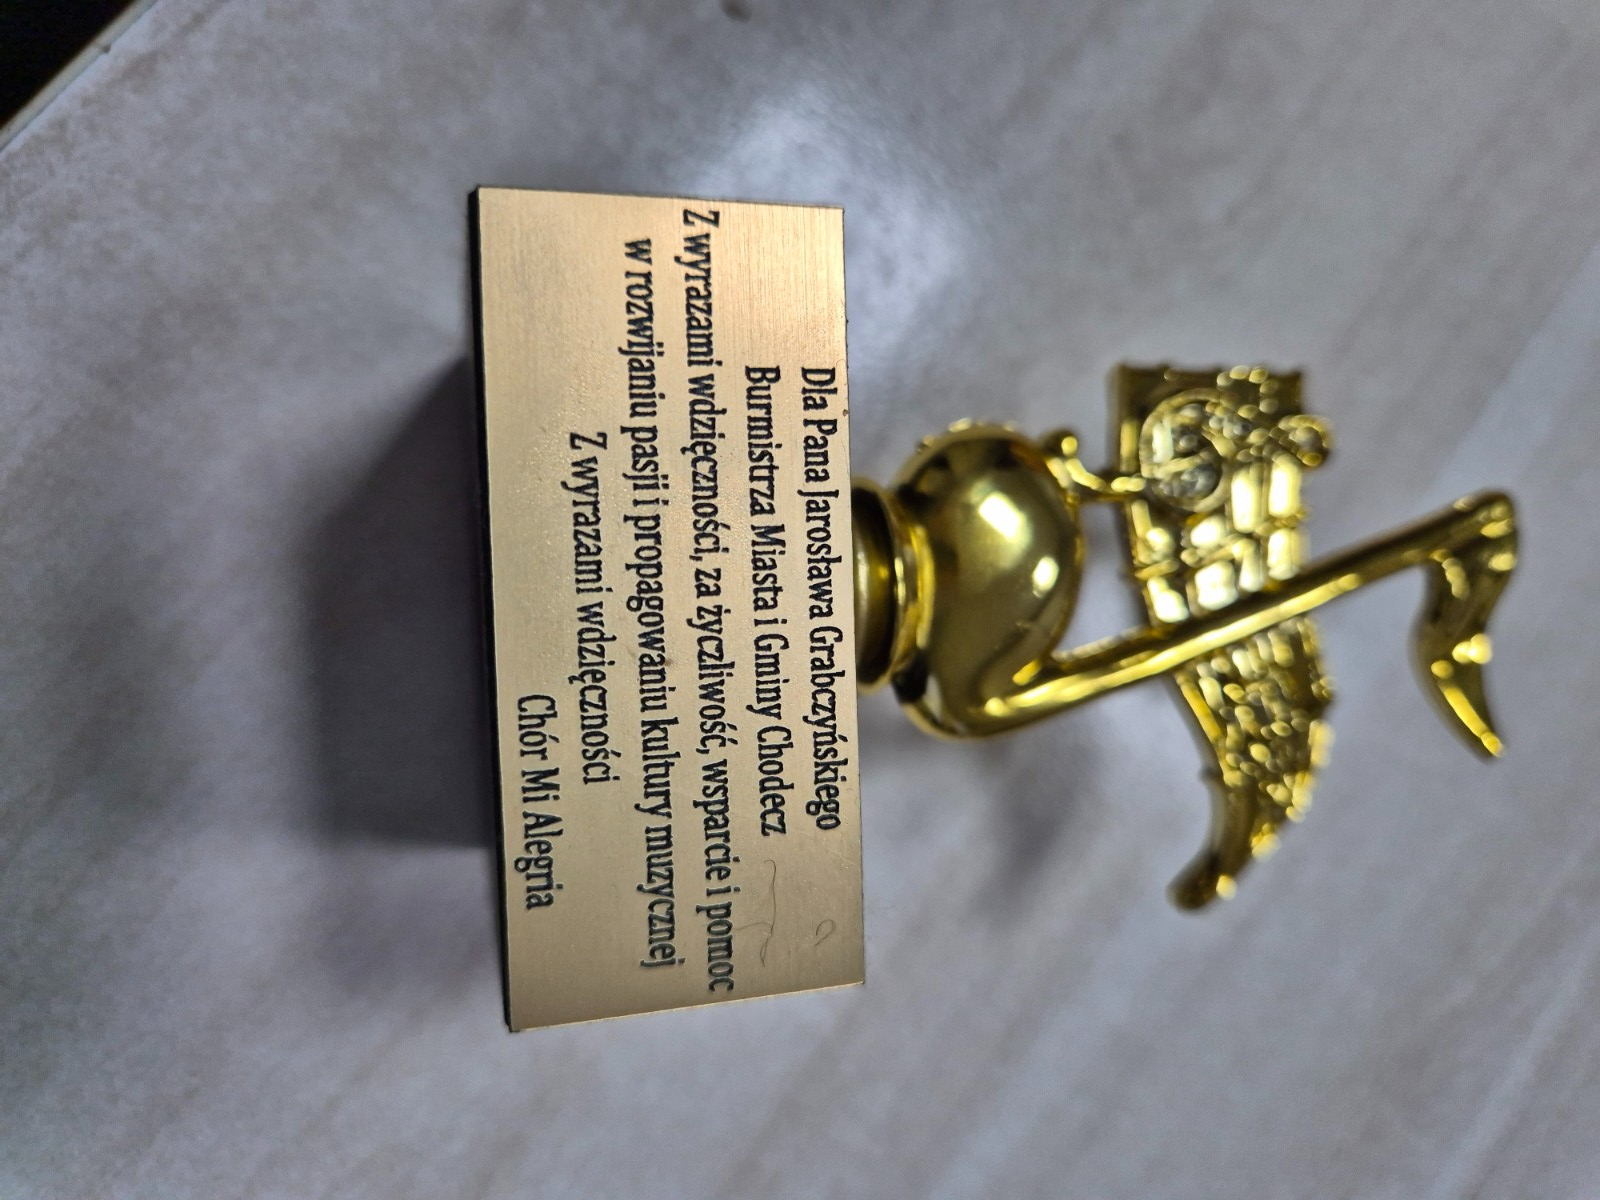 Dla Pana Jarosława Grabczyńskiego
Burmistrza Miasta i Gminy Chodecz
Z wyrazami wdzięczności, za życzliwość, wsparcie i pomoc
w rozwijaniu pasji i propagowaniu kultury muzycznej
Z wyrazami wdzięczności
Chór Mi Alegria